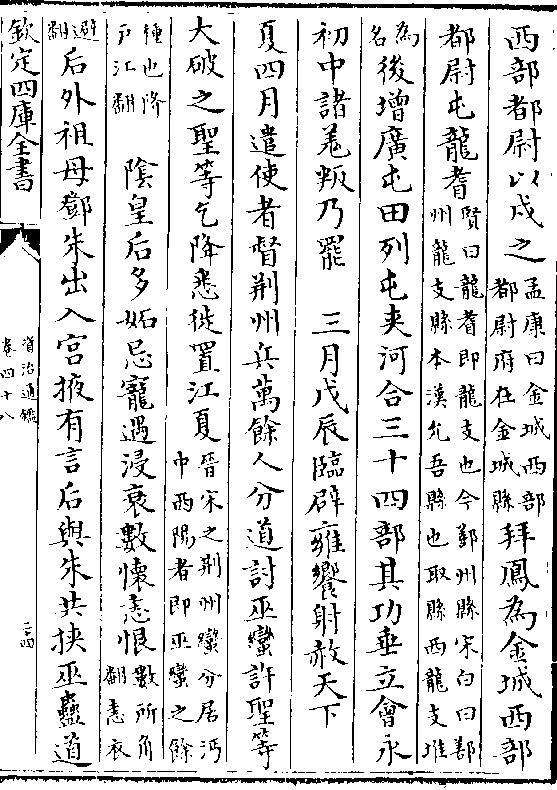 西部都尉以戍之孟康曰金城西部都尉府在金城縣拜鳳為金城西部
都尉屯龍耆賢曰龍耆即龍支也今鄯州縣宋白曰鄯州龍支縣本漢允吾縣也取縣西龍支堆
為名後增廣屯田列屯夾河合三十四部其功垂立會永
初中諸羗叛乃罷　三月戊辰臨辟雍饗射赦天下
夏四月遣使者督荆州兵萬餘人分道討巫蠻許聖等
大破之聖等乞降悉徙置江夏晉宋之荆州蠻分居沔中西陽者即巫蠻之餘
種也降戶江翻　陰皇后多妬忌寵遇浸衰數懷恚恨數所角翻恚衣
避翻后外祖母鄧朱出入宮掖有言后與朱共挾巫蠱道
欽定四庫全書
資治通鑑
卷四十八
二四